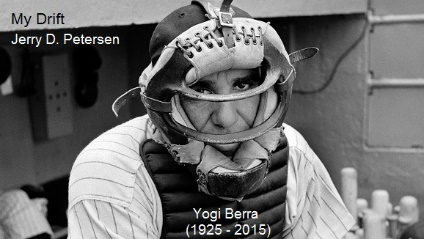 My Drift
Jerry D. Petersen
Yogi Berra
(1925 - 2015)